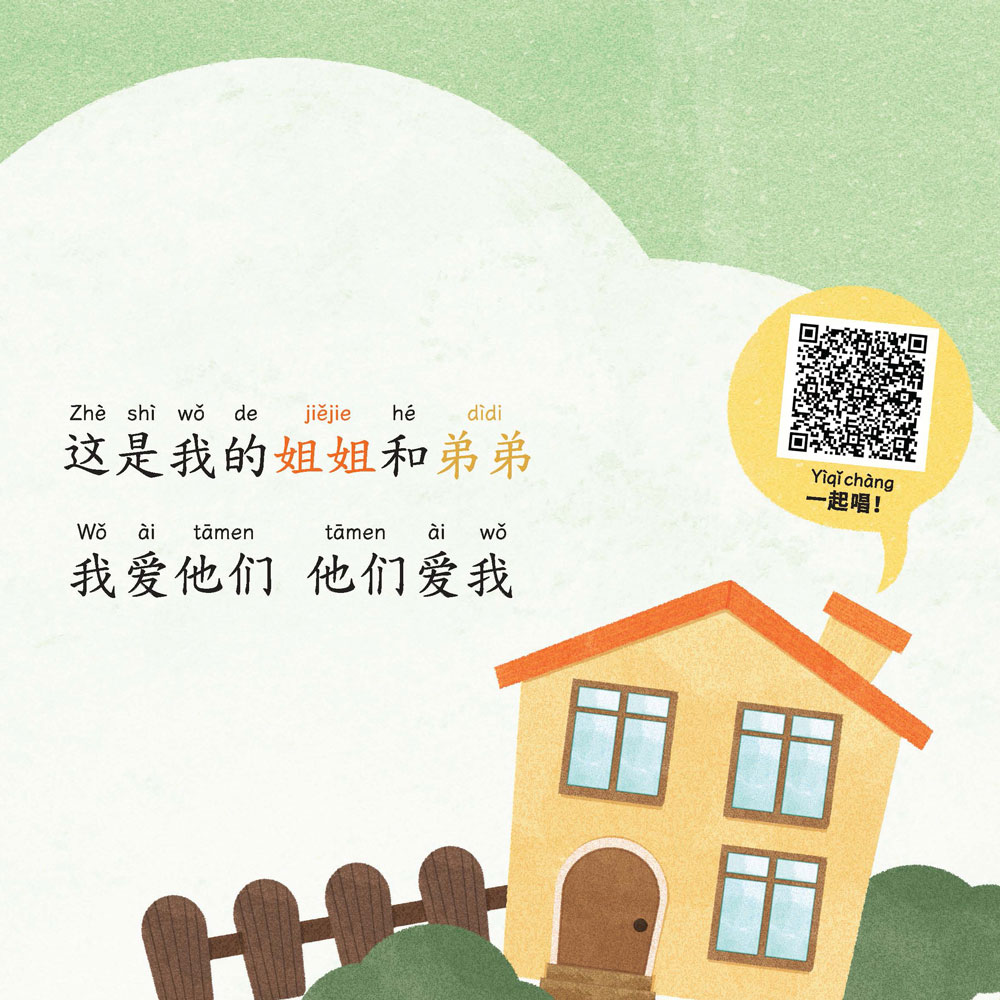 Zhè shì wǒ de jiějie hé dìdi
这是我的姐姐和弟弟
Wǒ ài tāmen tāmen ài wǒ
我爱他们 他们爱我
Yìqǐ chàng
一起唱!